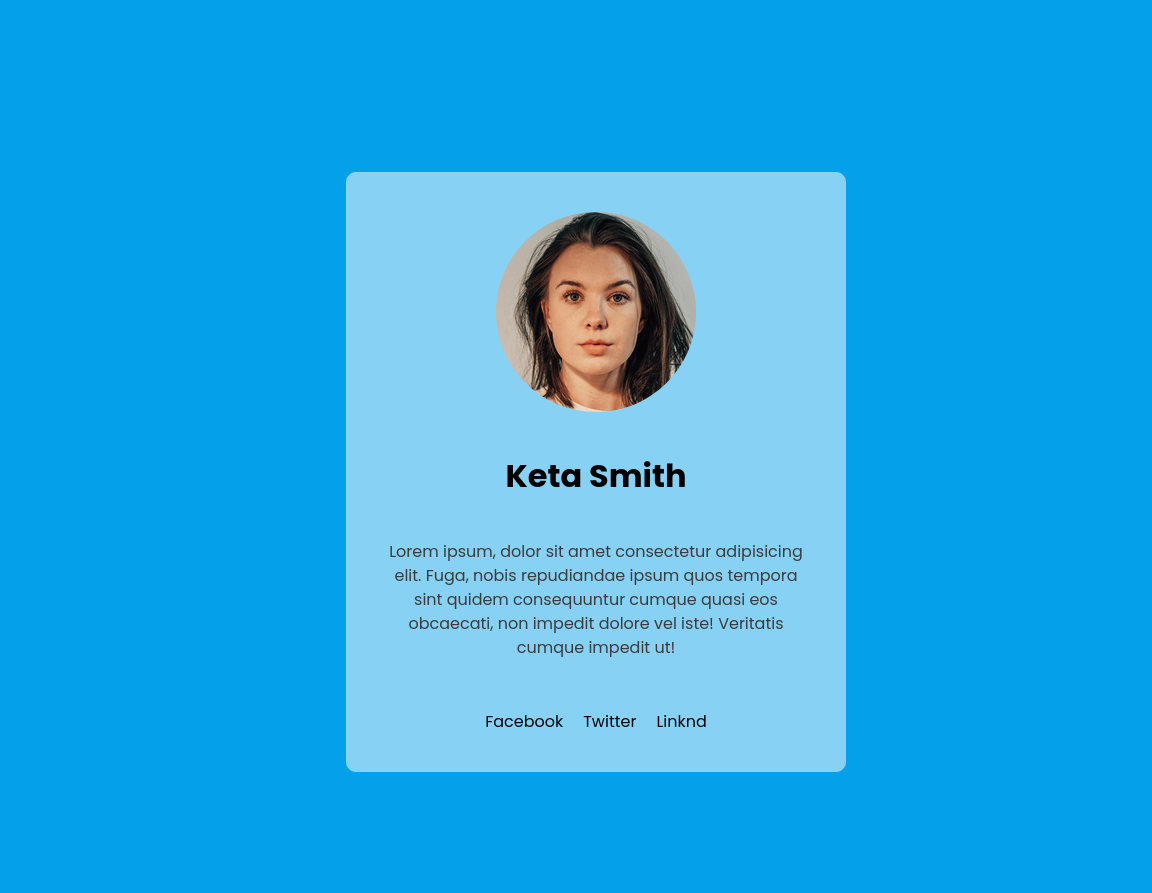 Keta Smith
Lorem ipsum, dolor sit amet consectetur adipisicing
elit. Fuga, nobis repudiandae ipsum quos tempora
sint quidem consequuntur cumque quasi eos
obcaecati, non impedit dolore vel iste! Veritatis
cumque impedit ut!
Facebook Twitter Linknd